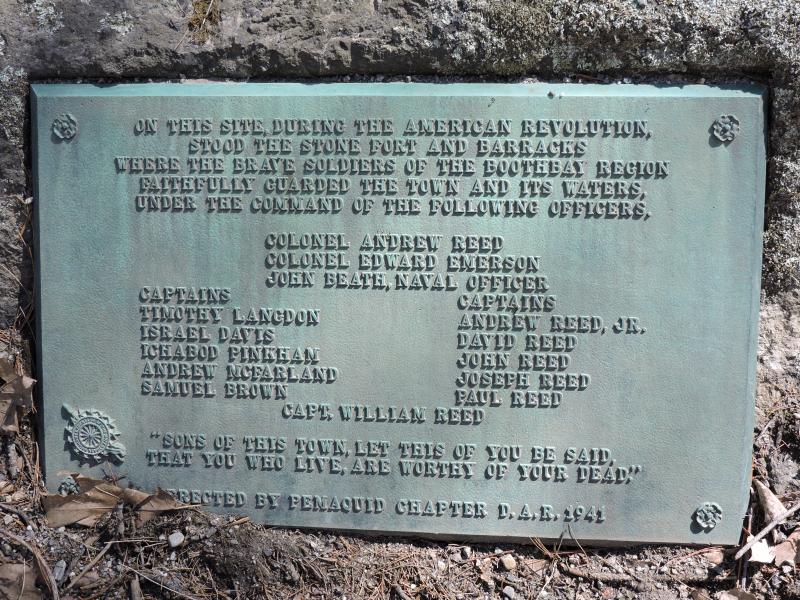 ON THIS SITE, DURING THE AMERICAN REVOLUTION,
STOOD THE STONE FORT AND BARRACKS
WHERE THE BRAVE SOLDIERS OF THE BOOTHBAY REGION
FAITHFULLY GUARDED THE TOWN AND ITS WATERS,
UNDER THE COMMAND OF THE FOLLOWING OFFICERS,
COLONEL ANDREW REED
COLONEL EDWARD EMERSON
JOHN BEATH, NAVAL OFFICER
CAPTAINS
TIMOTHY LANGDON
ISRAEL DAVIS
ICHABOD PINKHAM
ANDREW MCFARLAND
SAMUEL BROWN
CAPTAINS
ANDREW REED, JR.
DAVID REED
JOHN REED
JOSEPH REED
PAUL REED
CAPT. WILLIAM REED
"SONS OF THIS TOWN, LET THIS OF YOU BE SAID,
THAT YOU WHO LIVE, ARE WORTHY OF YOUR DEAD,"
ERECTED BY PEMAQUID CHAPTER D.A.R. 1941